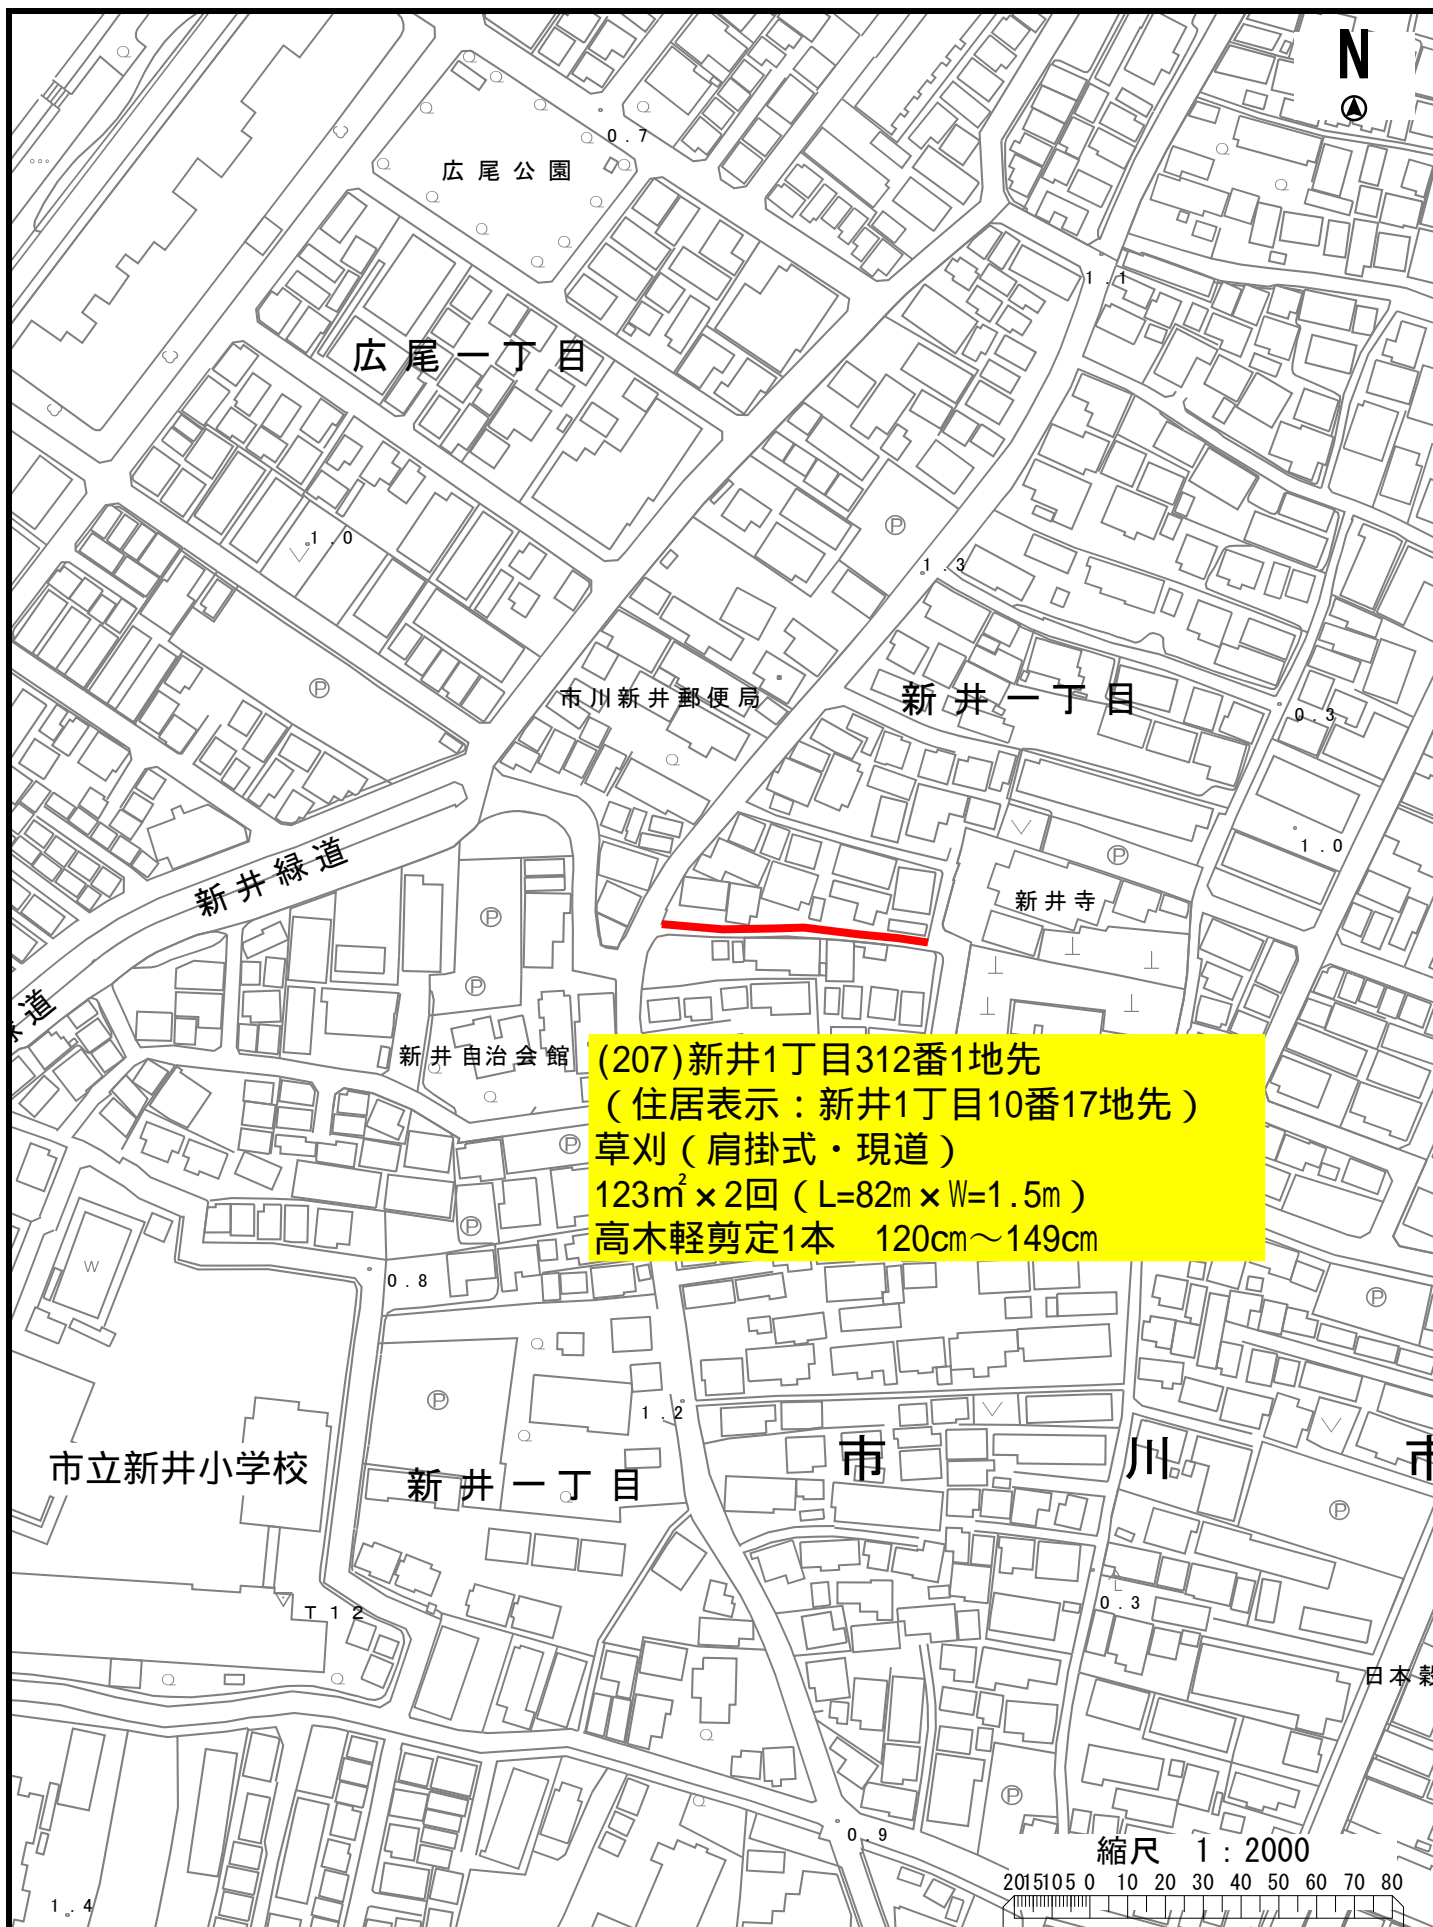 N
0.7
広尾公園
1.1
広尾一丁目
P
1.0
1.3
P
市川新井郵便局
新井一丁目
0.3
1.0
新井緑道
P
新井寺
P
P
緑道
新井自治会館
(207)新井1丁目312番1地先
（住居表示：新井1丁目10番17地先）
草刈（肩掛式・現道）
123㎡×2回（L=82m×W=1.5m）
高木軽剪定1本　120cm～149cm
P
P
W
0.8
P
P
1.2
市立新井小学校
新井一丁目
市川市
P
T12
0.3
日本穀
P
0.9
縮尺　1：2000
20 15 10 5 0 10 20 30 40 50 60 70 80
1.4